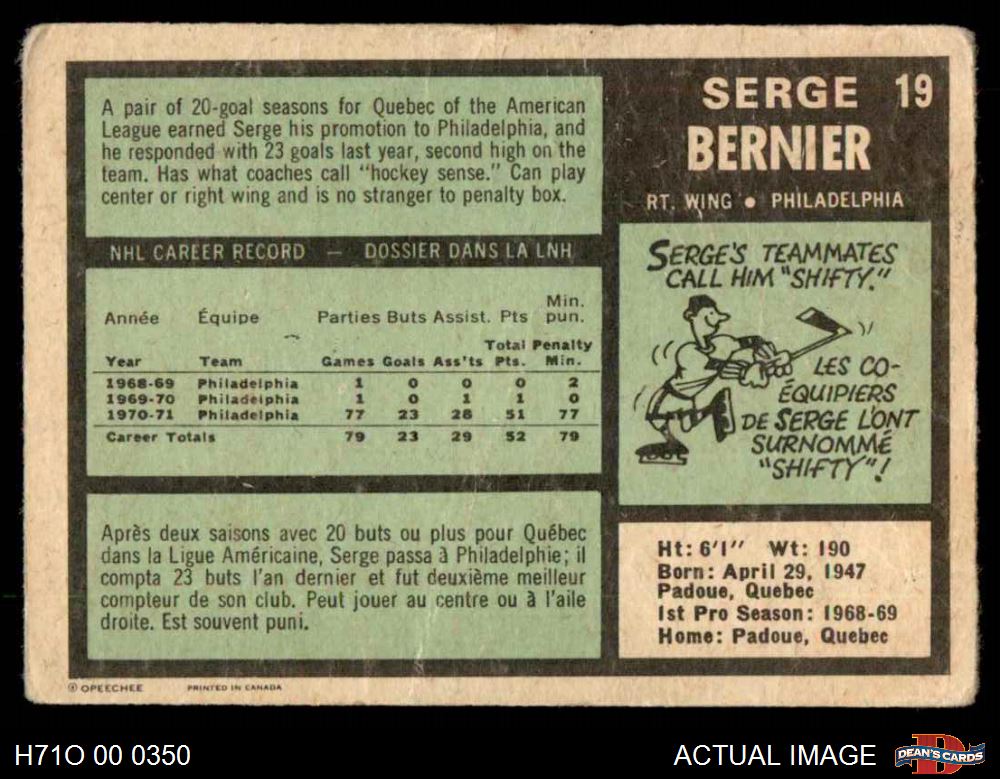 SERGE 19
BERNIER
RT. WING • PHILADELPHIA
A pair of 20-goal seasons for Quebec of the American
League earned Serge his promotion to Philadelphia, and
he responded with 23 goals last year, second high on the
team. Has what coaches call "hockey sense." Can play
center or right wing and is no stranger to penalty box.
NHL CAREER RECORD — DOSSIER DANS LA LNH
Min.
Année Équipe Parties Buts Assist. Pts pun.
Total Penalty
Year Team Games Goals Ass'ts Pts. Min.
1968-69 Philadelphia 1 0 0 0 2
1969-70 Philadelphia 1 0 1 1 0
1970-71 Philadelphia 77 23 28 51 77
Career Totals 79 23 29 52 79
Après deux saisons avec 20 buts ou plus pour Québec
dans la Ligue Américaine, Serge passa à Philadelphie; il
compta 23 buts l'an dernier et fut deuxième meilleur
compteur de son club. Peut jouer au centre ou à l'aile
droite. Est souvent puni.
SERGE'S TEAMMATES
CALL HIM "SHIFTY."
LES CO-
ÉQUIPIERS
DE SERGE L'ONT
SURNOMMÉ
"SHIFTY"!
Ht: 6'1" Wt: 190
Born: April 29, 1947
Padoue, Quebec
1st Pro Season: 1968-69
Home: Padoue, Quebec
© OPEECHEE PRINTED IN CANADA
H71O 00 0350 ACTUAL IMAGE DEAN'S CARDS